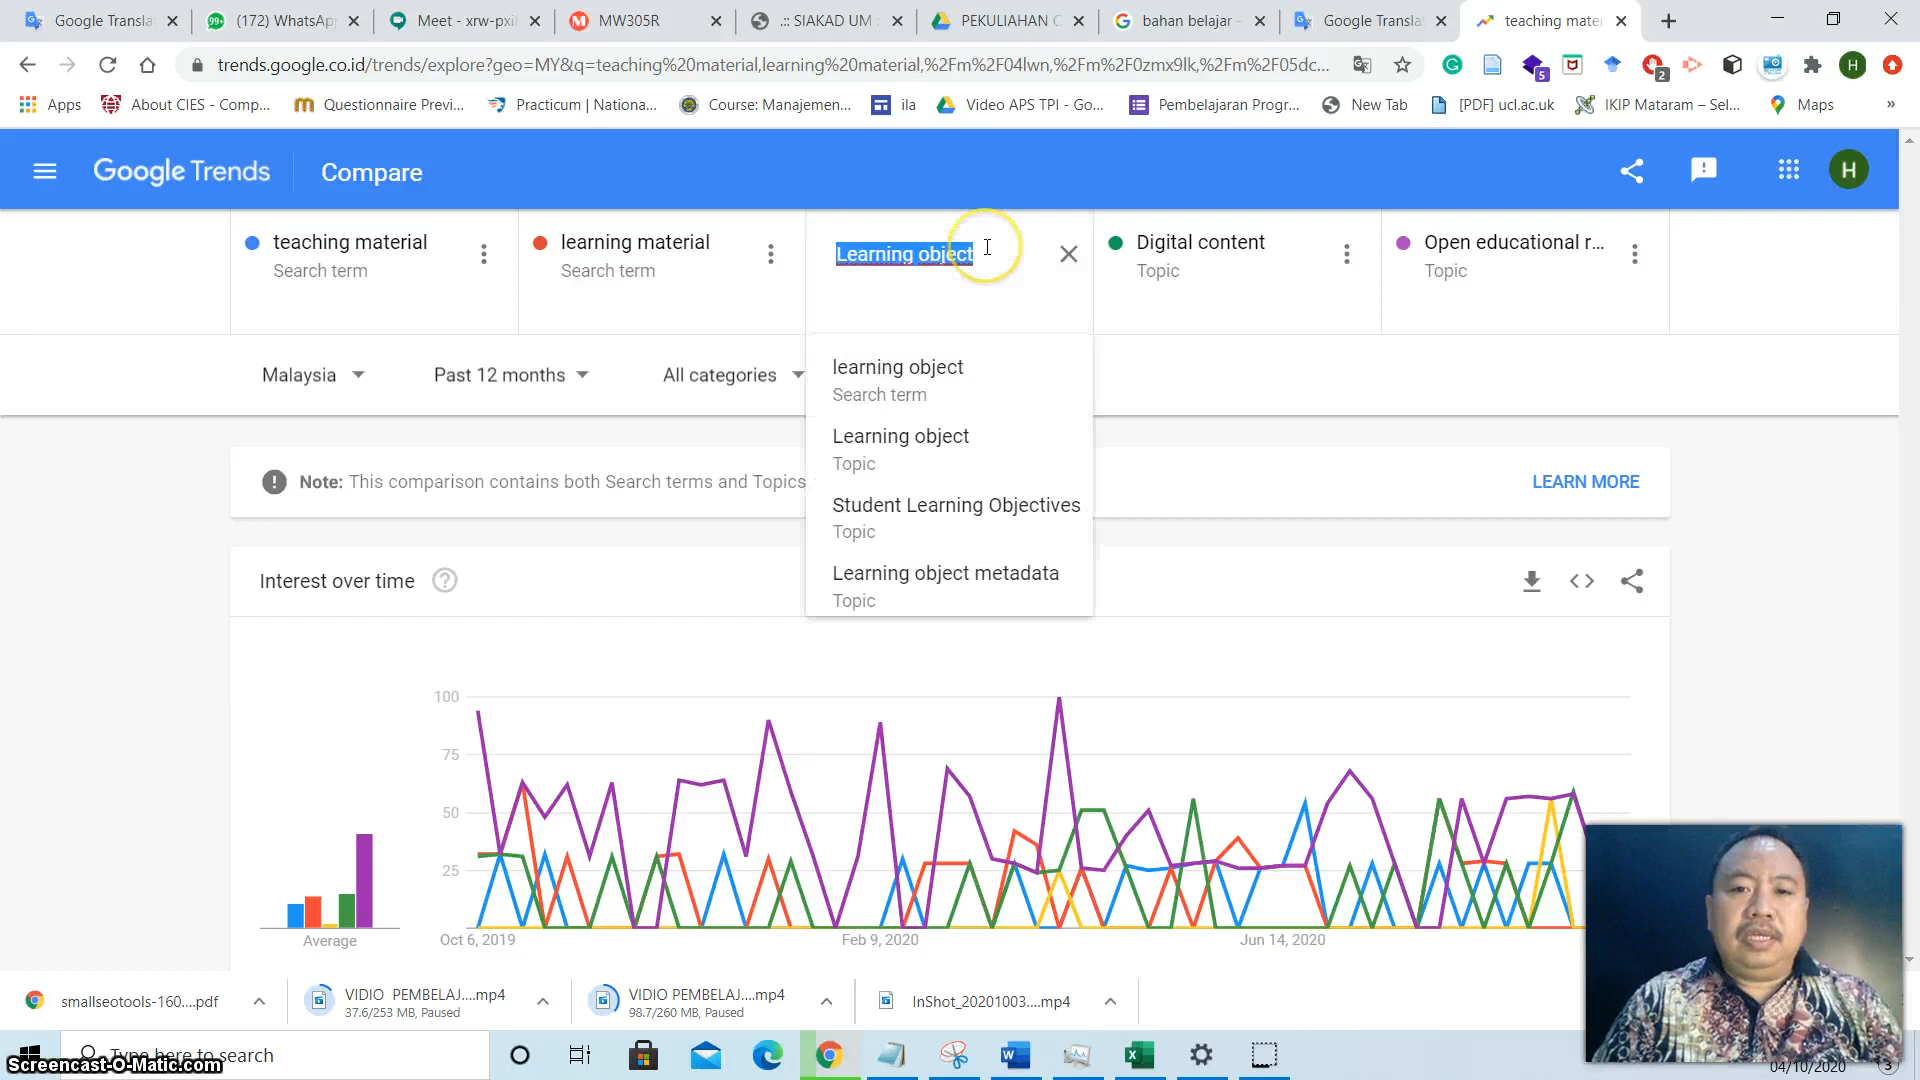 Google Transla
(172) WhatsAp
Meet - xrw-pxi
MW305R
.:: SIAKAD UM
PEKULIAHAN C
bahan belajar -
Google Transla
teaching mate
trends.google.co.id/trends/explore?geo=MY&q=teaching%20material,learning%20material,%2Fm%2F04lwn,%2Fm%2F0zmx9lk,%2Fm%2F05dc...
Apps
About CIES - Comp...
Questionnaire Previ...
Practicum | Nationa...
Course: Manajemen...
ila
Video APS TPI - Go...
Pembelajaran Progr...
New Tab
[PDF] ucl.ac.uk
IKIP Mataram – Sel...
Maps
»
Google Trends
Compare
H
teaching material
Search term
learning material
Search term
Learning object
Digital content
Topic
Open educational r...
Topic
Malaysia
Past 12 months
All categories
learning object
Search term
Learning object
Topic
Student Learning Objectives
Topic
Learning object metadata
Topic
Note: This comparison contains both Search terms and Topics
LEARN MORE
Interest over time
100
75
50
25
Average
Oct 6, 2019
Feb 9, 2020
Jun 14, 2020
smallseotools-160....pdf
VIDIO PEMBELAJ....mp4
37.6/253 MB, Paused
VIDIO PEMBELAJ....mp4
98.7/260 MB, Paused
InShot_20201003....mp4
Type here to search
Screencast-O-Matic.com
04/10/2020
3